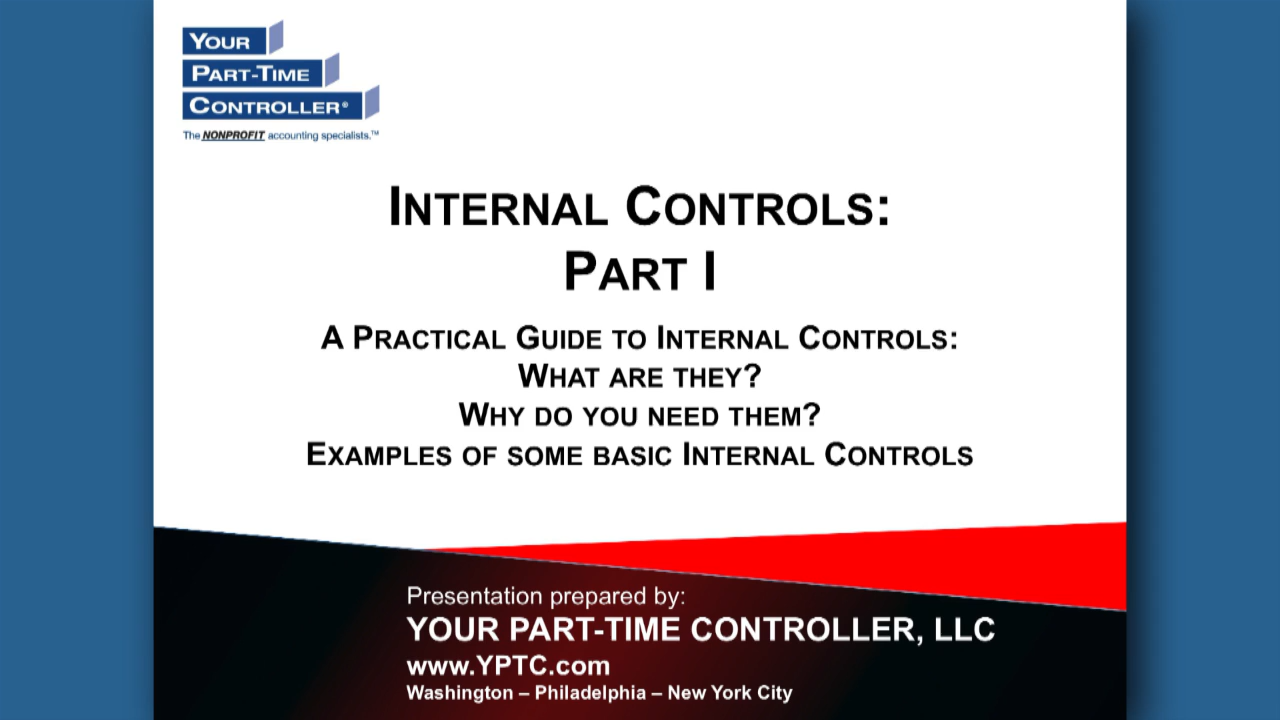 YOUR
PART-TIME
CONTROLLER®
The NONPROFIT accounting specialists.™
INTERNAL CONTROLS:
PART I
A PRACTICAL GUIDE TO INTERNAL CONTROLS:
WHAT ARE THEY?
WHY DO YOU NEED THEM?
EXAMPLES OF SOME BASIC INTERNAL CONTROLS
Presentation prepared by:
YOUR PART-TIME CONTROLLER, LLC
www.YPTC.com
Washington – Philadelphia – New York City